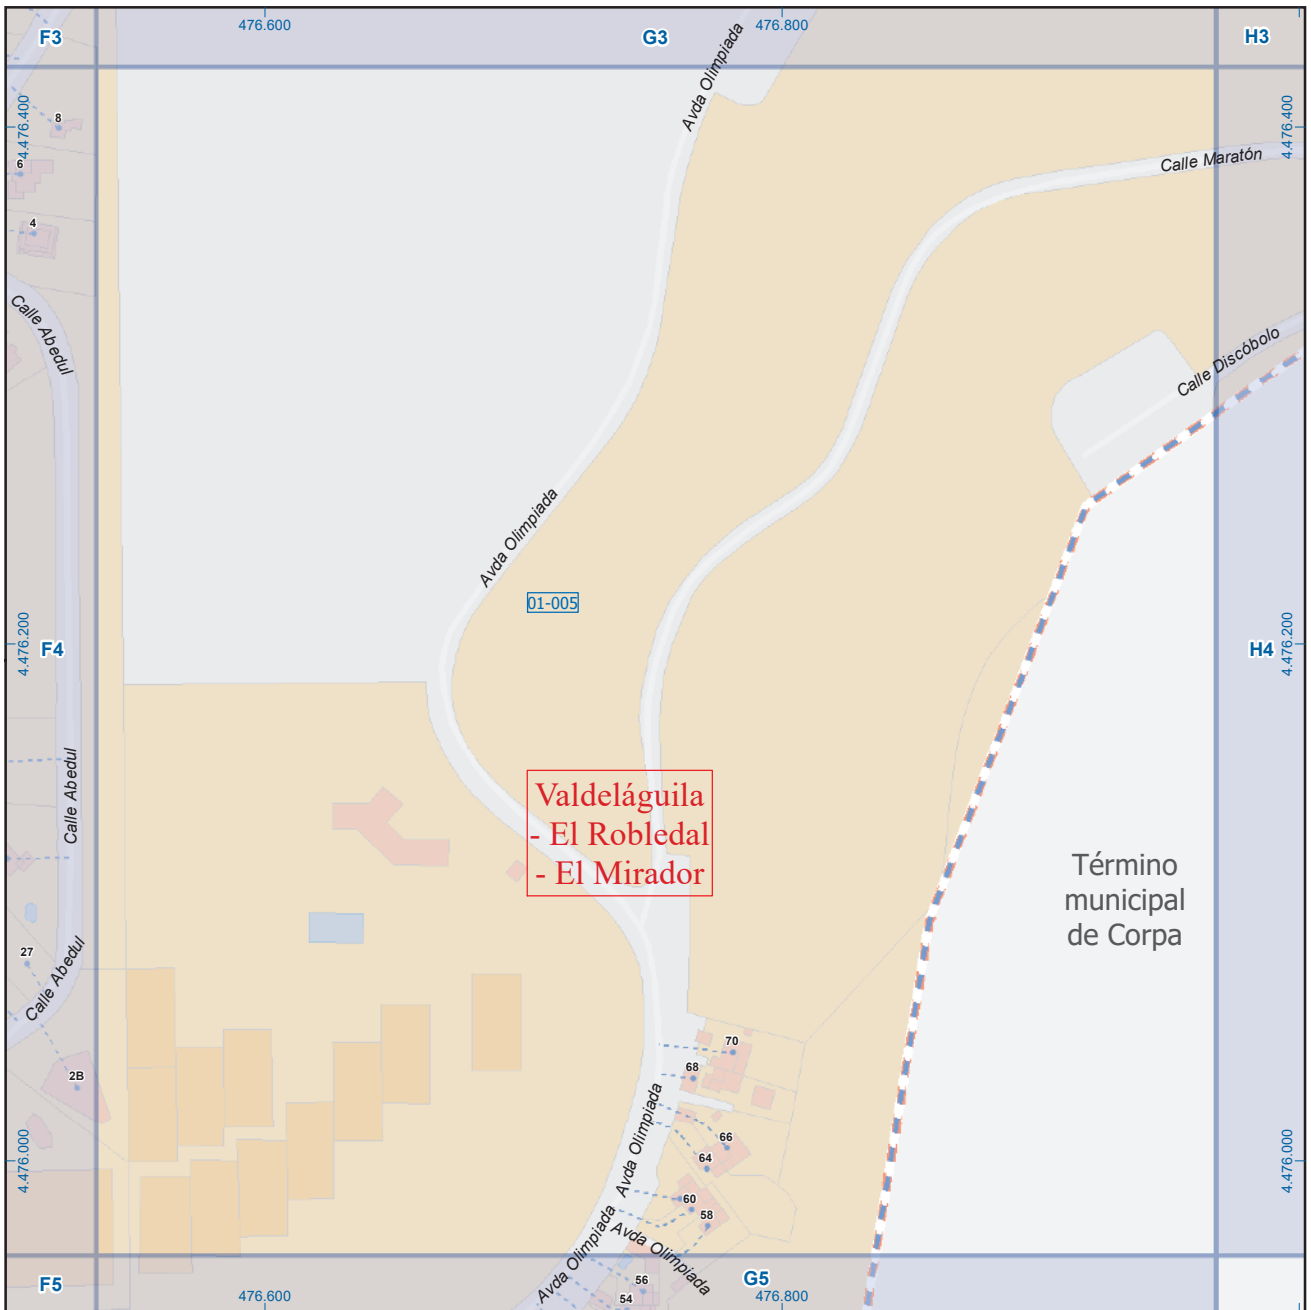 476.600
476.800
F3
G3
H3
Avda Olimpiada
4.476.400
4.476.400
8
6
4
Calle Maratón
Calle Abedul
Calle Discóbolo
Avda Olimpiada
01-005
4.476.200
F4
4.476.200
H4
Calle Abedul
Valdeláguila
- El Robledal
- El Mirador
Término
municipal
de Corpa
27
Calle Abedul
70
68
2B
Avda Olimpiada
66
64
4.476.000
4.476.000
60
58
Avda Olimpiada
Avda Olimpiada
F5
G5
56
54
476.600
476.800